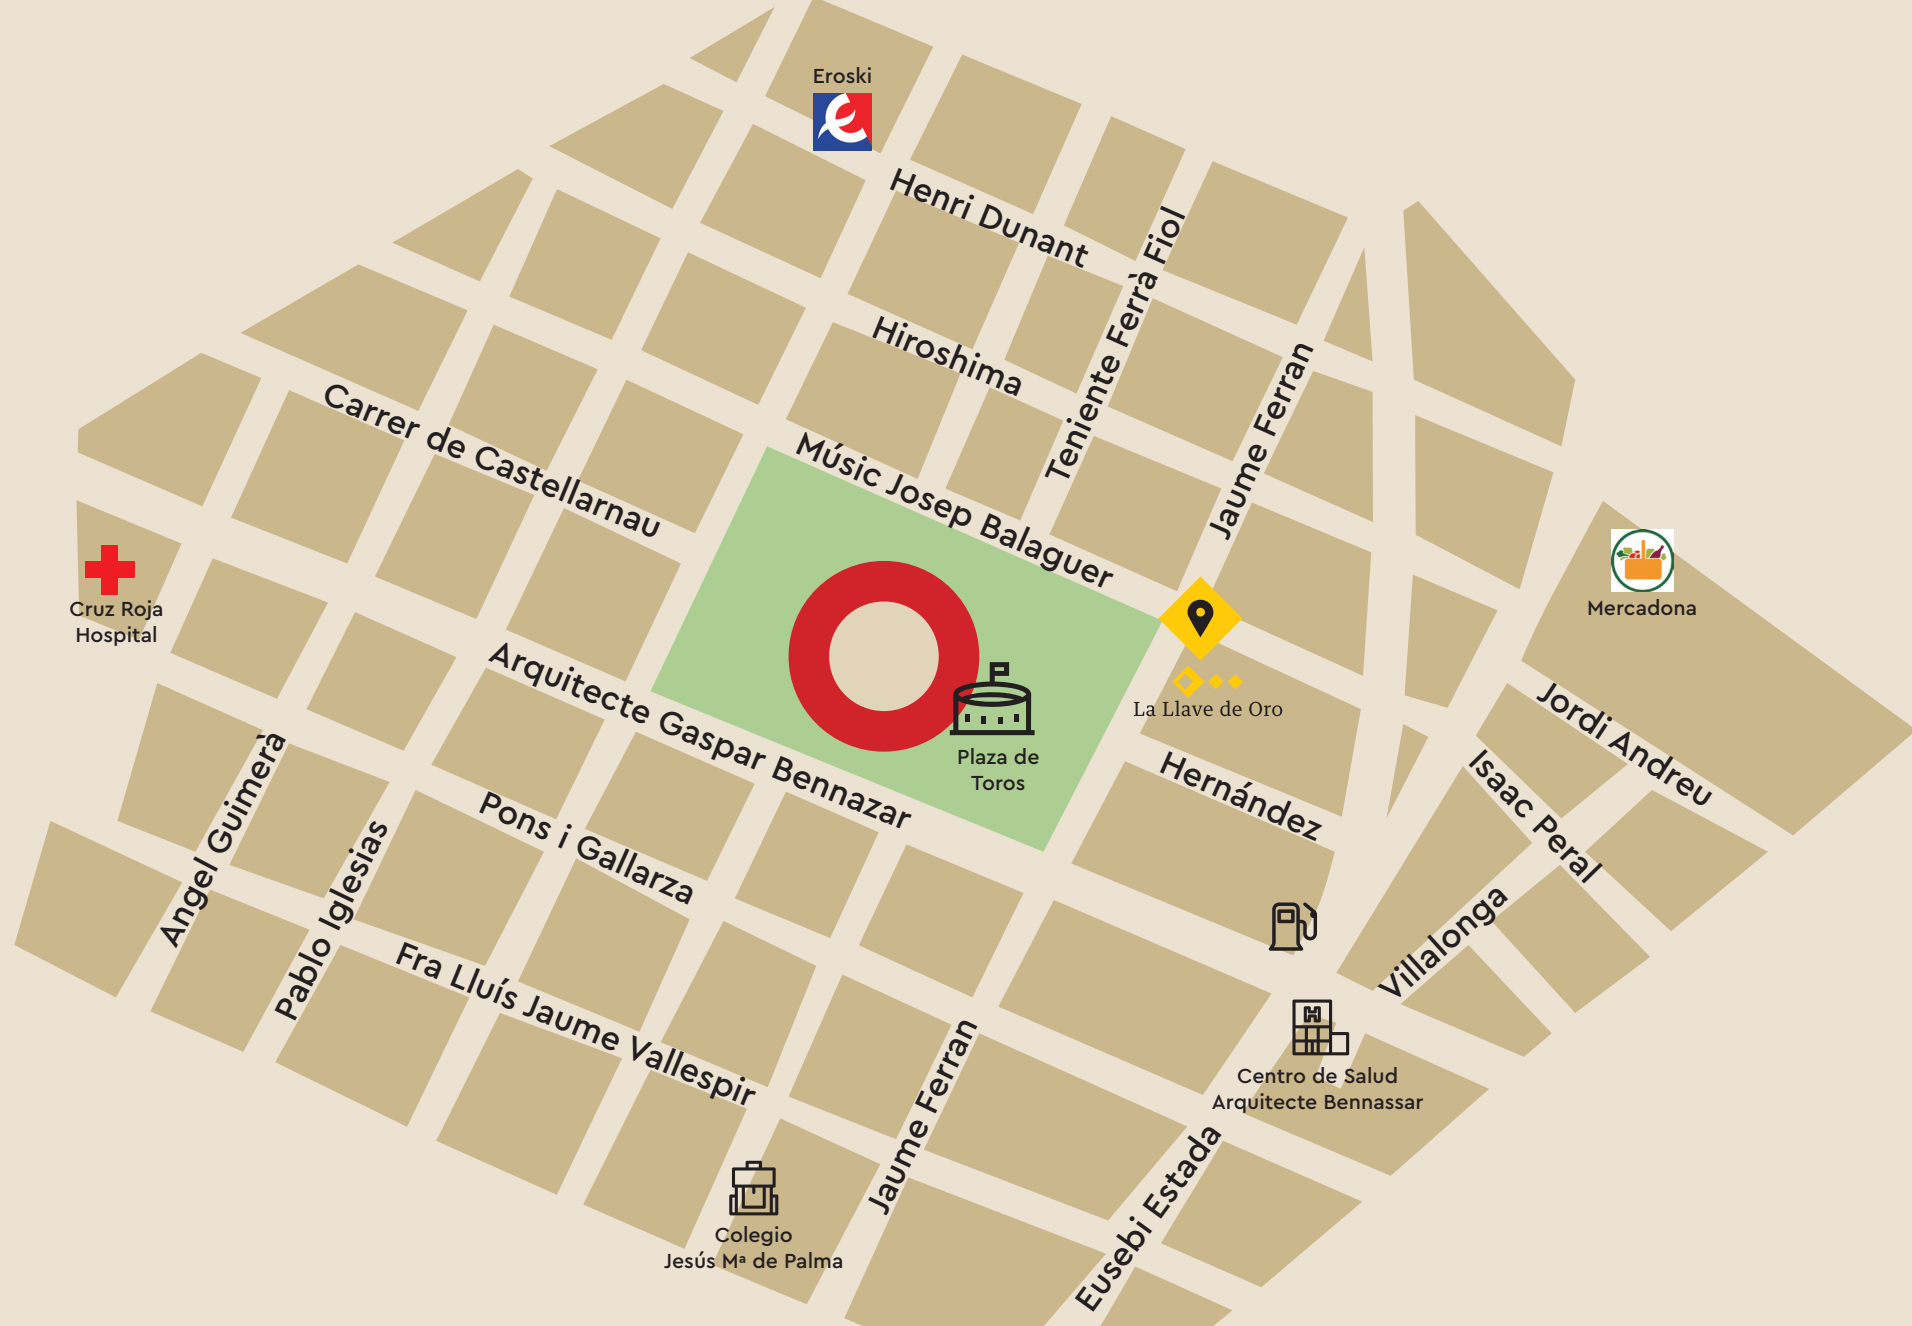 Eroski
Henri Dunant
Teniente Ferrà Fiol
Hiroshima
Jaume Ferran
Carrer de Castellarnau
Músic Josep Balaguer
Cruz Roja
Hospital
Mercadona
Arquitecte Gaspar Bennazar
La Llave de Oro
Plaza de
Toros
Jordi Andreu
Hernández
Isaac Peral
Angel Guimerá
Pons i Gallarza
Pablo Iglesias
Villalonga
Fra Lluís Jaume Vallespir
H
Centro de Salud
Arquitecte Bennassar
Jaume Ferran
Eusebi Estada
Colegio
Jesús Mª de Palma